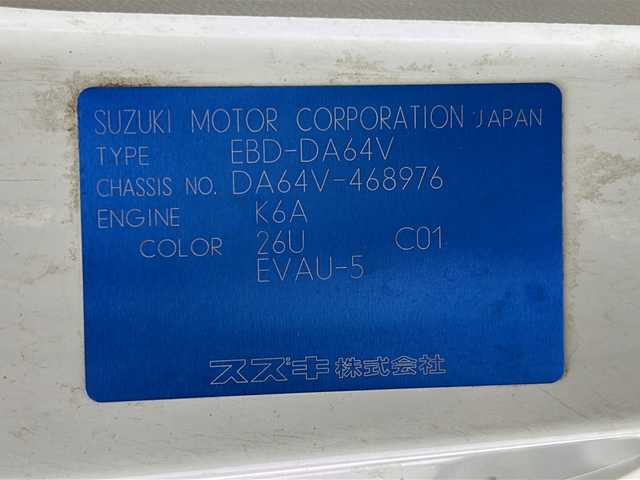 SUZUKI MOTOR CORPORATION JAPAN
TYPE EBD-DA64V
CHASSIS NO. DA64V-468976
ENGINE K6A
COLOR 26U C01
EVAU-5
スズキ株式会社